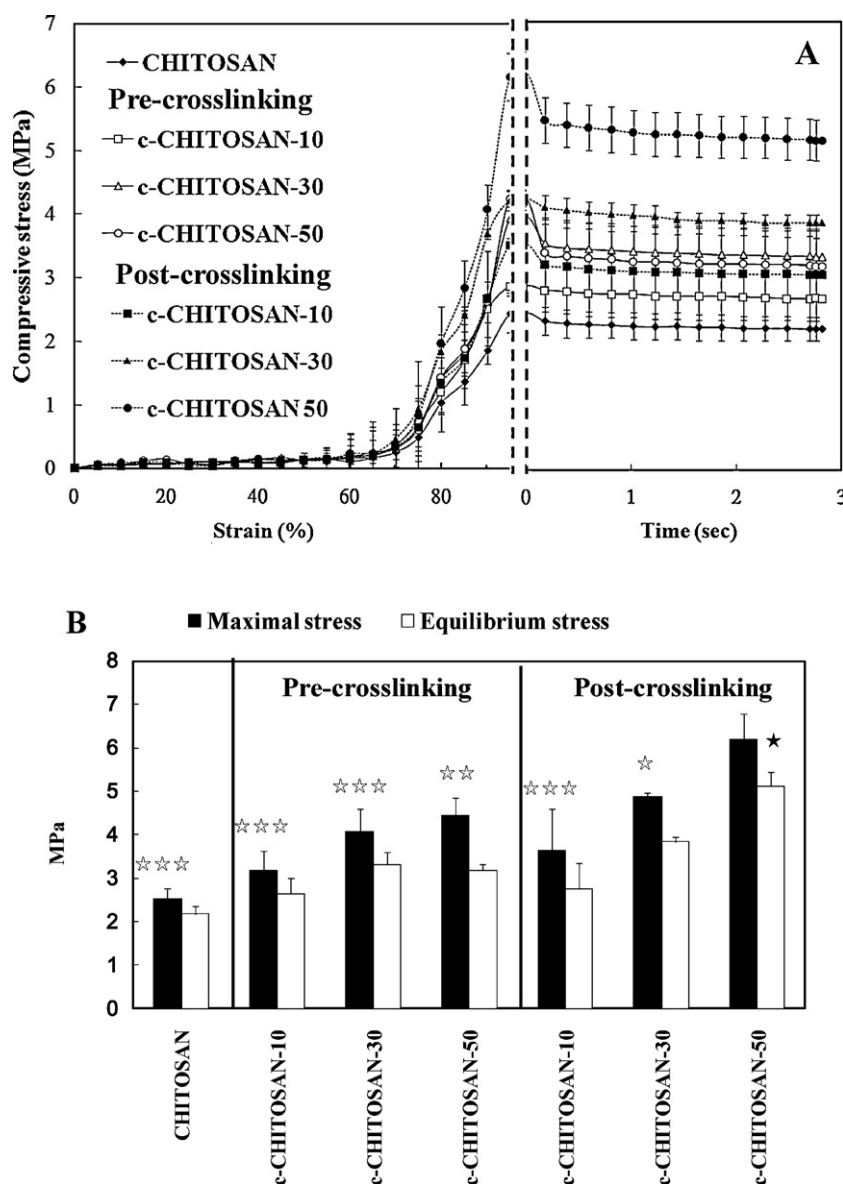 A
7
6
5
4
3
2
1
0
Compressive stress (MPa)
CHITOSAN
Pre-crosslinking
c-CHITOSAN-10
c-CHITOSAN-30
c-CHITOSAN-50
Post-crosslinking
c-CHITOSAN-10
c-CHITOSAN-30
c-CHITOSAN50
0 20 40 60 80 0 1 2 3
Strain (%) Time (sec)
B
Maximal stress Equilibrium stress
8
7
6
5
4
3
2
1
0
MPa
Pre-crosslinking Post-crosslinking
☆☆☆ ☆☆☆ ☆☆☆ ☆☆ ☆☆☆ ☆ ★
CHITOSAN
c-CHITOSAN-10
c-CHITOSAN-30
c-CHITOSAN-50
c-CHITOSAN-10
c-CHITOSAN-30
c-CHITOSAN-50